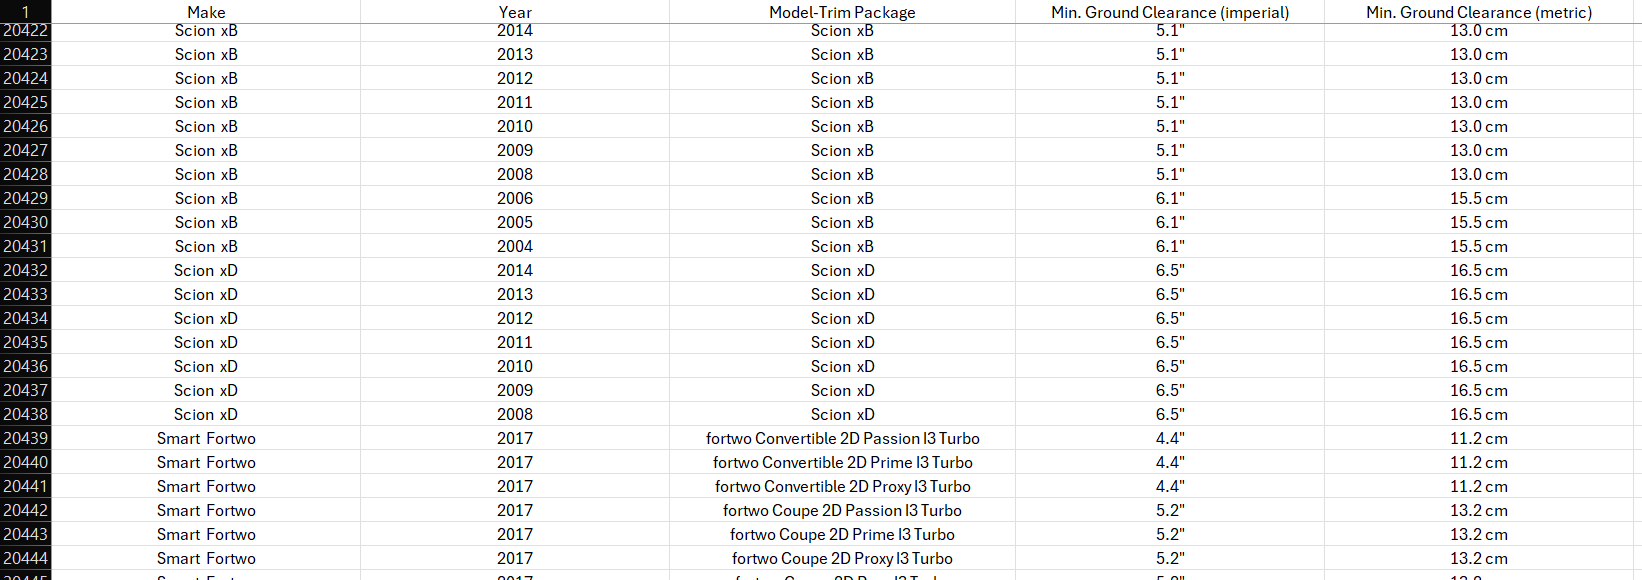 1 Make Year Model-Trim Package Min. Ground Clearance (imperial) Min. Ground Clearance (metric)
20422 Scion xB 2014 Scion xB 5.1" 13.0 cm
20423 Scion xB 2013 Scion xB 5.1" 13.0 cm
20424 Scion xB 2012 Scion xB 5.1" 13.0 cm
20425 Scion xB 2011 Scion xB 5.1" 13.0 cm
20426 Scion xB 2010 Scion xB 5.1" 13.0 cm
20427 Scion xB 2009 Scion xB 5.1" 13.0 cm
20428 Scion xB 2008 Scion xB 5.1" 13.0 cm
20429 Scion xB 2006 Scion xB 6.1" 15.5 cm
20430 Scion xB 2005 Scion xB 6.1" 15.5 cm
20431 Scion xB 2004 Scion xB 6.1" 15.5 cm
20432 Scion xD 2014 Scion xD 6.5" 16.5 cm
20433 Scion xD 2013 Scion xD 6.5" 16.5 cm
20434 Scion xD 2012 Scion xD 6.5" 16.5 cm
20435 Scion xD 2011 Scion xD 6.5" 16.5 cm
20436 Scion xD 2010 Scion xD 6.5" 16.5 cm
20437 Scion xD 2009 Scion xD 6.5" 16.5 cm
20438 Scion xD 2008 Scion xD 6.5" 16.5 cm
20439 Smart Fortwo 2017 fortwo Convertible 2D Passion I3 Turbo 4.4" 11.2 cm
20440 Smart Fortwo 2017 fortwo Convertible 2D Prime I3 Turbo 4.4" 11.2 cm
20441 Smart Fortwo 2017 fortwo Convertible 2D Proxy I3 Turbo 4.4" 11.2 cm
20442 Smart Fortwo 2017 fortwo Coupe 2D Passion I3 Turbo 5.2" 13.2 cm
20443 Smart Fortwo 2017 fortwo Coupe 2D Prime I3 Turbo 5.2" 13.2 cm
20444 Smart Fortwo 2017 fortwo Coupe 2D Proxy I3 Turbo 5.2" 13.2 cm